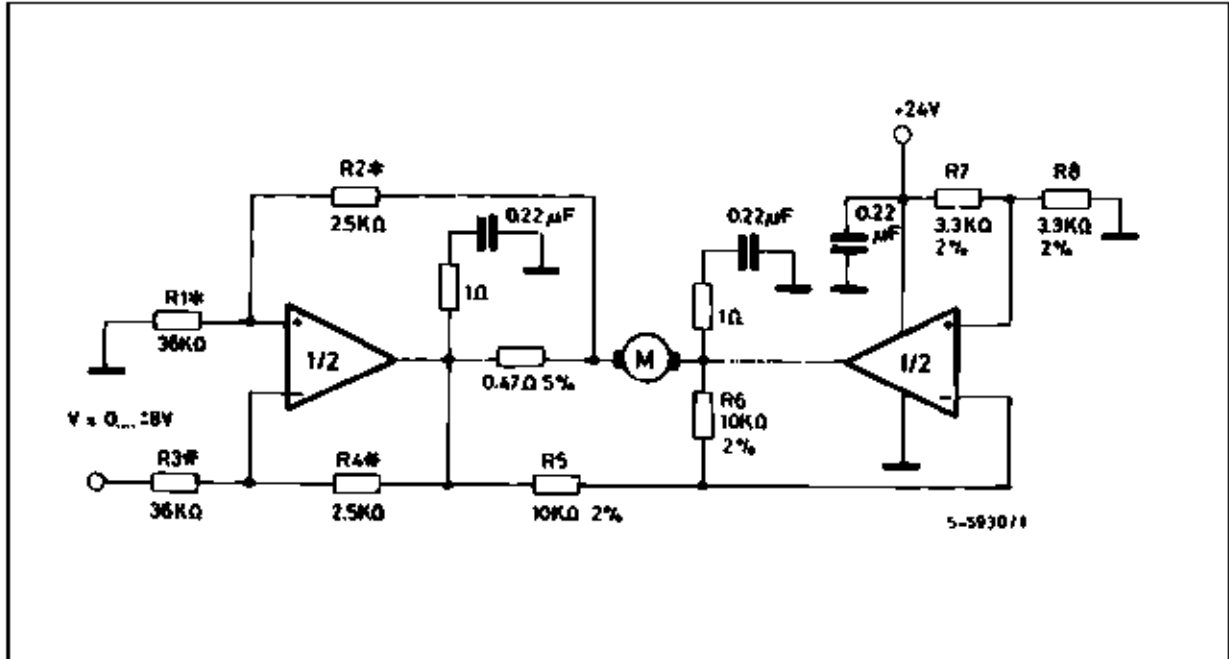 +24V
R2*
2.5KΩ
0.22µF
0.22µF
0.22
µF
R7
3.3KΩ
2%
R8
3.9KΩ
2%
1Ω
1Ω
R1*
36KΩ
+
1/2
−
0.47Ω 5%
M
+
1/2
−
R6
10KΩ
2%
R3*
36KΩ
R4*
2.5KΩ
R5
10KΩ 2%